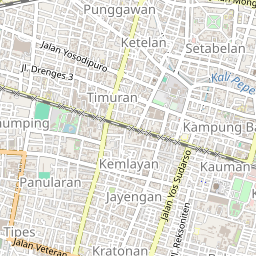 Punggawan
Ketelan
Setabelan
Jalan Yosodipuro
Jl. Drenges 3
Kali Pepe
Timuran
umping
Kampung Ba
Kemlayan
Kauman
Panularan
Jayengan
Jalan Yos Sudarso
Jl. Reksoniten
Tipes
Jalan Veteran
Kratonan